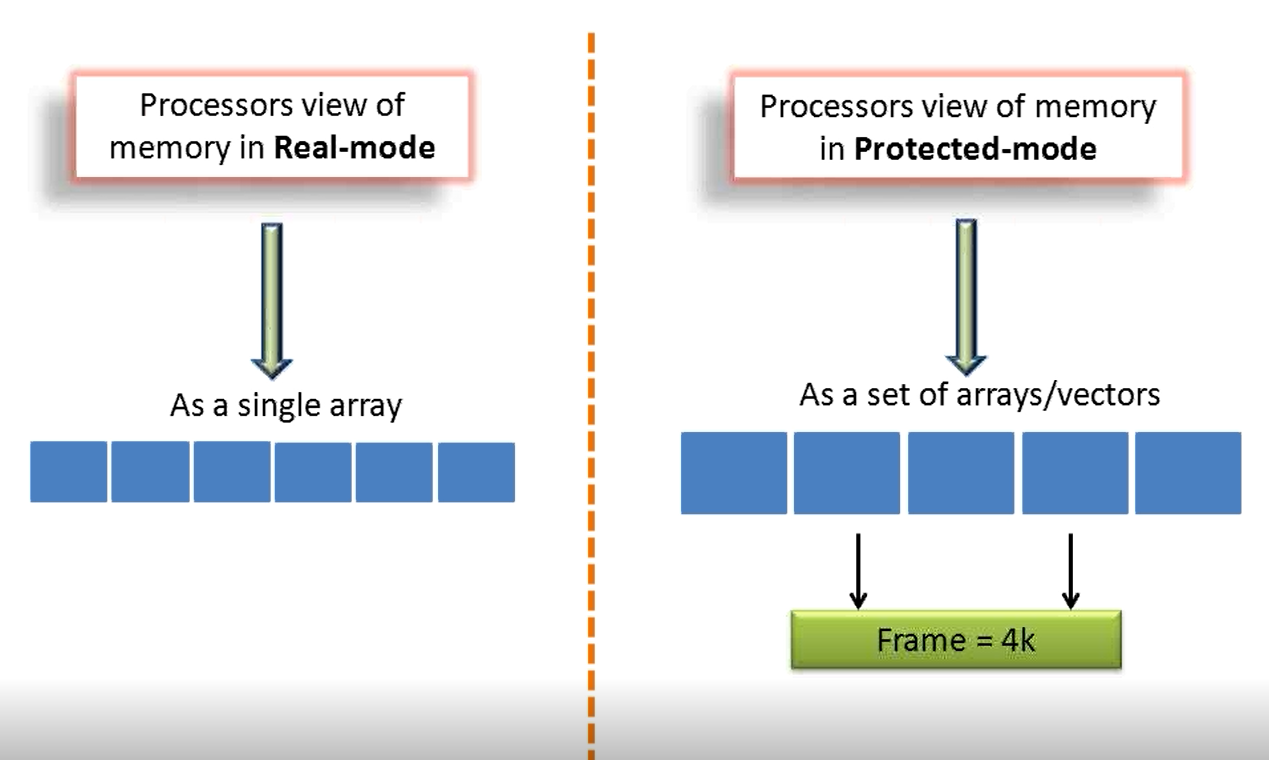 Processors view of
memory in Real-mode
As a single array
Processors view of memory
in Protected-mode
As a set of arrays/vectors
Frame = 4k